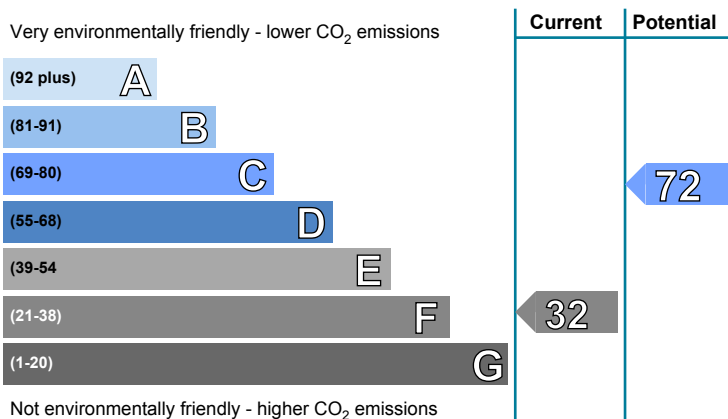 Current Potential
Very environmentally friendly - lower CO2 emissions
(92 plus) A
(81-91) B
(69-80) C
72
(55-68) D
(39-54 E
(21-38) F
32
(1-20) G
Not environmentally friendly - higher CO2 emissions